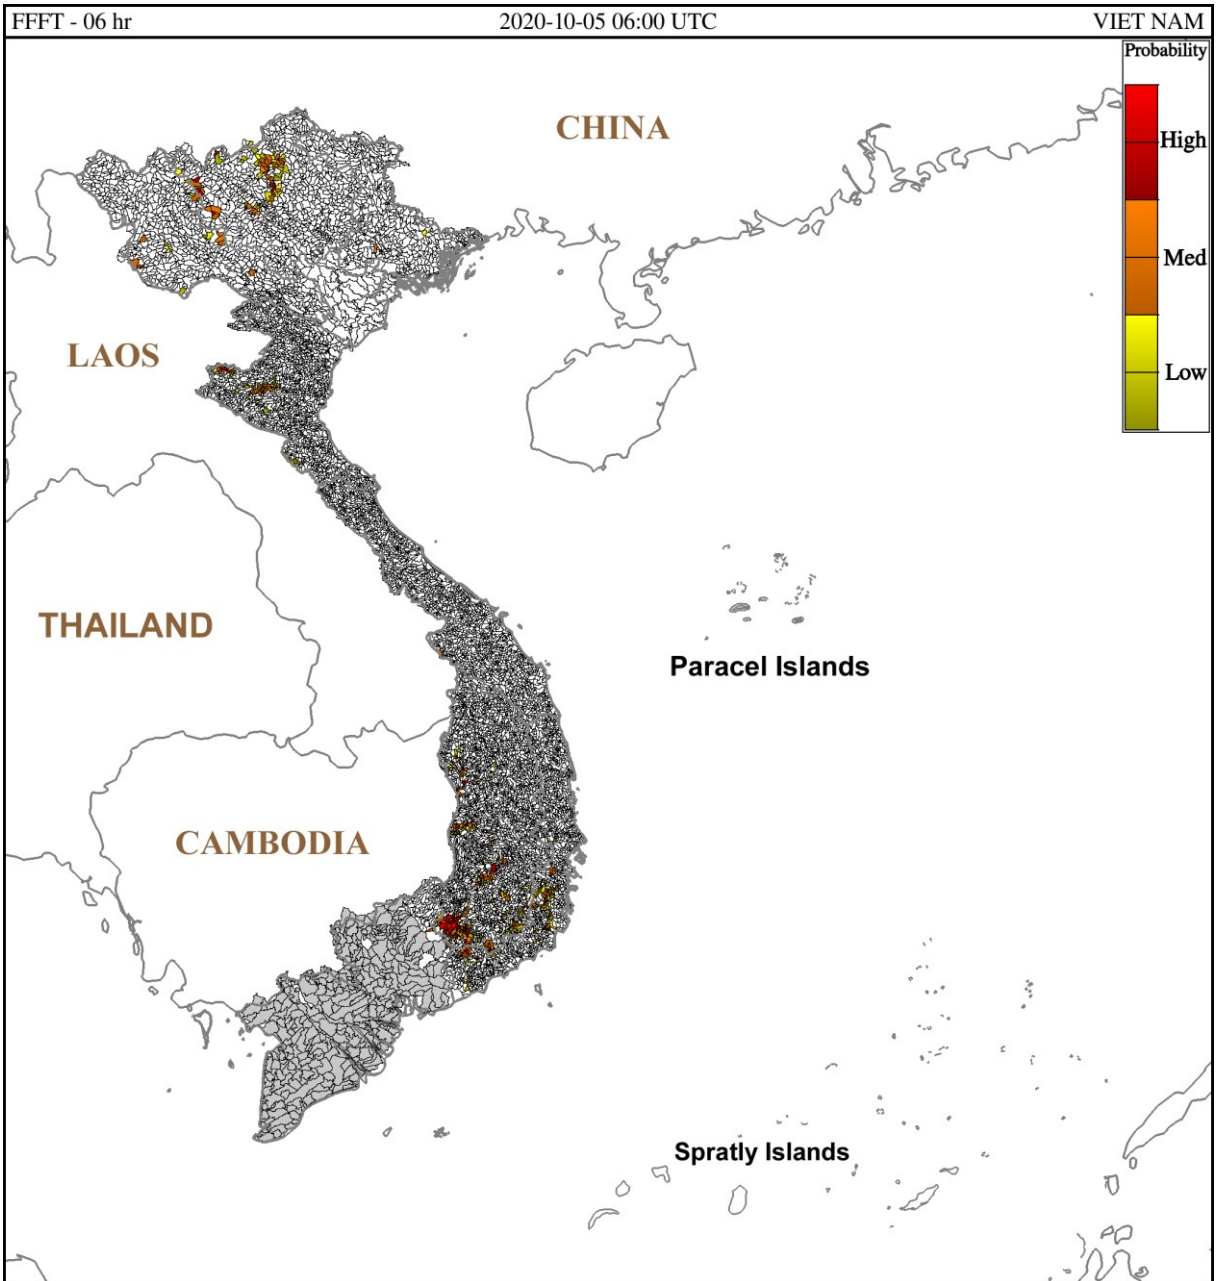 FFFT - 06 hr 2020-10-05 06:00 UTC VIET NAM
Probability
CHINA
High
Med
LAOS
Low
THAILAND
Paracel Islands
CAMBODIA
Spratly Islands